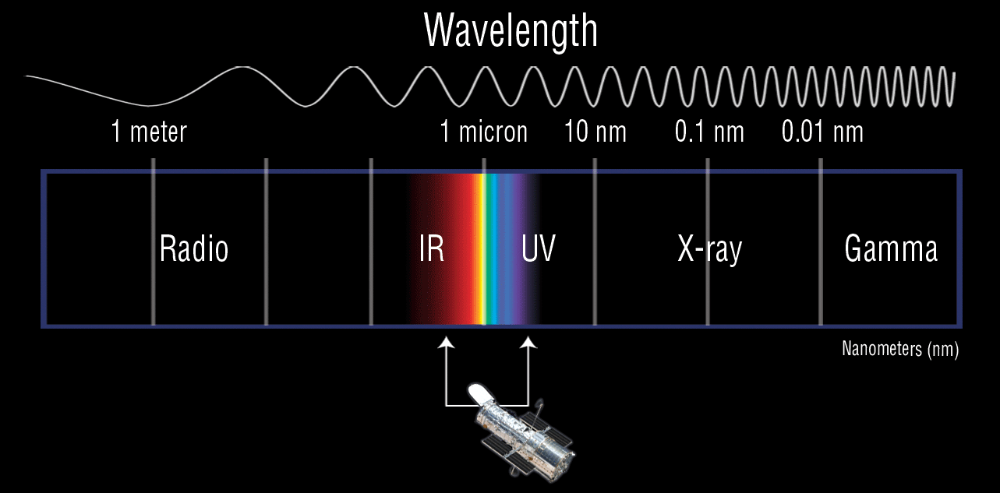 Wavelength
1 meter 1 micron 10 nm 0.1 nm 0.01 nm
Radio IR UV X-ray Gamma
Nanometers (nm)